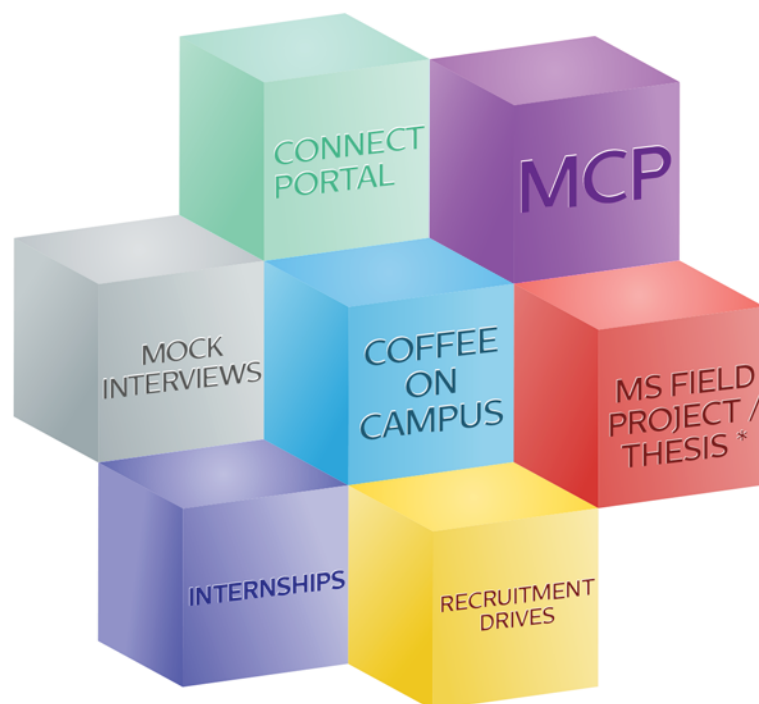 CONNECT
PORTAL
MCP
MOCK
INTERVIEWS
COFFEE
ON
CAMPUS
MS FIELD
PROJECT /
THESIS *
INTERNSHIPS
RECRUITMENT
DRIVES